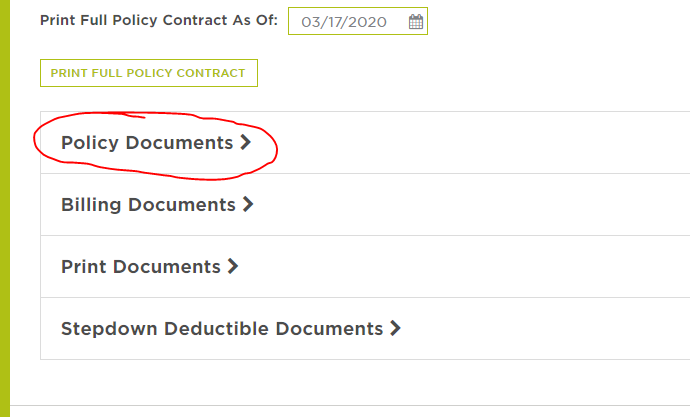 Print Full Policy Contract As Of: 03/17/2020
PRINT FULL POLICY CONTRACT
Policy Documents
Billing Documents
Print Documents
Stepdown Deductible Documents